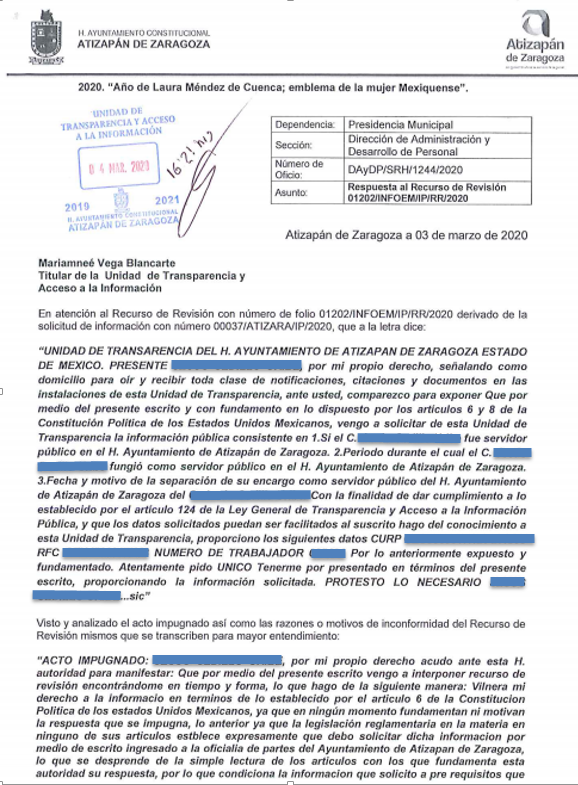 H. AYUNTAMIENTO CONSTITUCIONAL
ATIZAPÁN DE ZARAGOZA
Atizapán
de Zaragoza
2020. “Año de Laura Méndez de Cuenca; emblema de la mujer Mexiquense”.
UNIDAD DE
TRANSPARENCIA Y ACCESO
A LA INFORMACIÓN
0 4 MAR. 2020
2019 2021
H. AYUNTAMIENTO CONSTITUCIONAL
ATIZAPÁN DE ZARAGOZA
Dependencia: Presidencia Municipal
Sección: Dirección de Administración y
Desarrollo de Personal
Número de
Oficio: DAyDP/SRH/1244/2020
Asunto: Respuesta al Recurso de Revisión
01202/INFOEM/IP/RR/2020
Atizapán de Zaragoza a 03 de marzo de 2020
Mariamneé Vega Blancarte
Titular de la Unidad de Transparencia y
Acceso a la Información
En atención al Recurso de Revisión con número de folio 01202/INFOEM/IP/RR/2020 derivado de la
solicitud de información con número 00037/ATIZARA/IP/2020, que a la letra dice:
“UNIDAD DE TRANSARENCIA DEL H. AYUNTAMIENTO DE ATIZAPAN DE ZARAGOZA ESTADO
DE MEXICO. PRESENTE , por mi propio derecho, señalando como
domicilio para oir y recibir toda clase de notificaciones, citaciones y documentos en las
instalaciones de esta Unidad de Transparencia, ante usted, comparezco para exponer Que por
medio del presente escrito y con fundamento en lo dispuesto por los articulos 6 y 8 de la
Constitución Politica de los Estados Unidos Mexicanos, vengo a solicitar de esta Unidad de
Transparencia la información pública consistente en 1.Si el C. fue servidor
público en el H. Ayuntamiento de Atizapán de Zaragoza. 2.Periodo durante el cual el C.
fungió como servidor público en el H. Ayuntamiento de Atizapán de Zaragoza.
3.Fecha y motivo de la separación de su encargo como servidor público del H. Ayuntamiento
de Atizapán de Zaragoza del C Con la finalidad de dar cumplimiento a lo
establecido por el artículo 124 de la Ley General de Transparencia y Acceso a la Información
Pública, y que los datos solicitados puedan ser facilitados al suscrito hago del conocimiento a
esta Unidad de Transparencia, proporciono los siguientes datos CURP
RFC NUMERO DE TRABAJADOR Por lo anteriormente expuesto y
fundamentado. Atentamente pido UNICO Tenerme por presentado en términos del presente
escrito, proporcionando la información solicitada. PROTESTO LO NECESARIO
...sic”
Visto y analizado el acto impugnado así como las razones o motivos de inconformidad del Recurso de
Revisión mismos que se transcriben para mayor entendimiento:
“ACTO IMPUGNADO: , por mi propio derecho acudo ante esta H.
autoridad para manifestar: Que por medio del presente escrito vengo a interponer recurso de
revisión encontrándome en tiempo y forma, lo que hago de la siguiente manera: Vilnera mi
derecho a la informacio en terminos de lo establecido por el articulo 6 de la Constitucion
Politica de los estados Unidos Mexicanos, ya que en ningún momento fundamentan ni motivan
la respuesta que se impugna, lo anterior ya que la legislación reglamentaria en la materia en
ninguno de sus articulos estblece expresamente que debo solicitar dicha informacion por
medio de escrito ingresado a la oficialia de partes del Ayuntamiento de Atizapan de Zaragoza,
lo que se desprende de la simple lectura de los articulos con los que fundamenta esta
autoridad su respuesta, por lo que condiciona la informacion que solicito a pre requisitos que